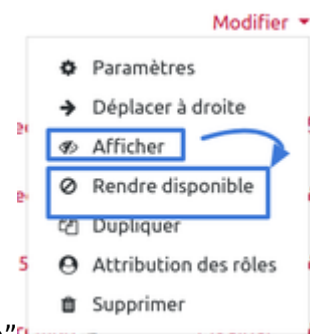 Modifier
Paramètres
Déplacer à droite
Afficher
Rendre disponible
Dupliquer
Attribution des rôles
Supprimer